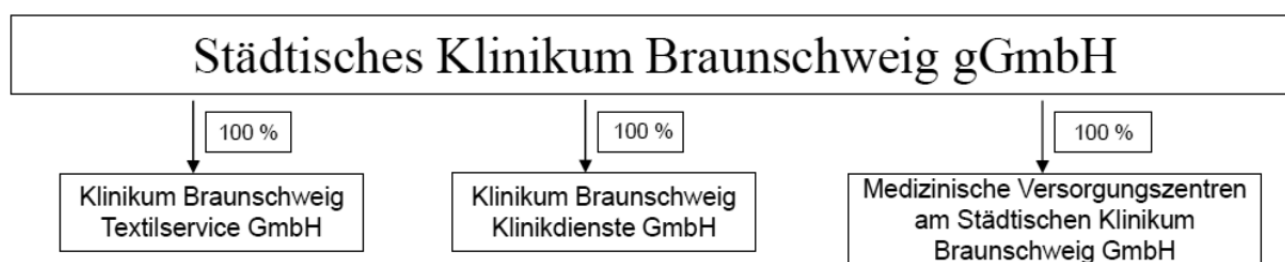 Städtisches Klinikum Braunschweig gGmbH
100 %
100 %
100 %
Klinikum Braunschweig
Textilservice GmbH
Klinikum Braunschweig
Klinikdienste GmbH
Medizinische Versorgungszentren
am Städtischen Klinikum
Braunschweig GmbH